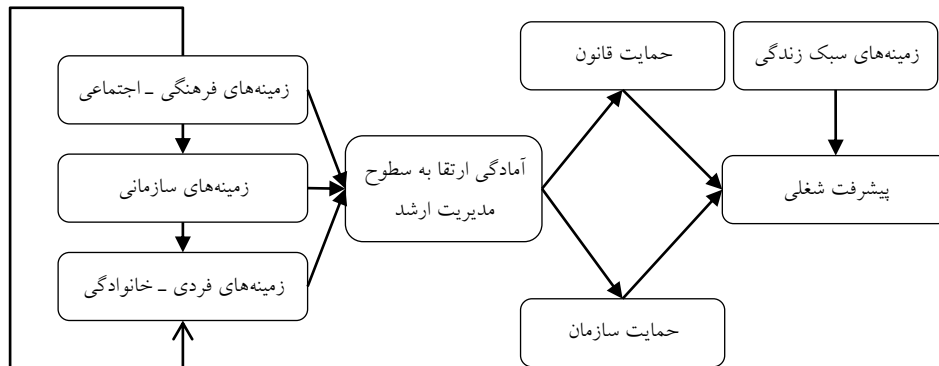 زمینه‌های فرهنگی ـ اجتماعی
زمینه‌های سازمانی
زمینه‌های فردی ـ خانوادگی
آمادگی ارتقا به سطوح
مدیریت ارشد
حمایت قانون
حمایت سازمان
زمینه‌های سبک زندگی
پیشرفت شغلی